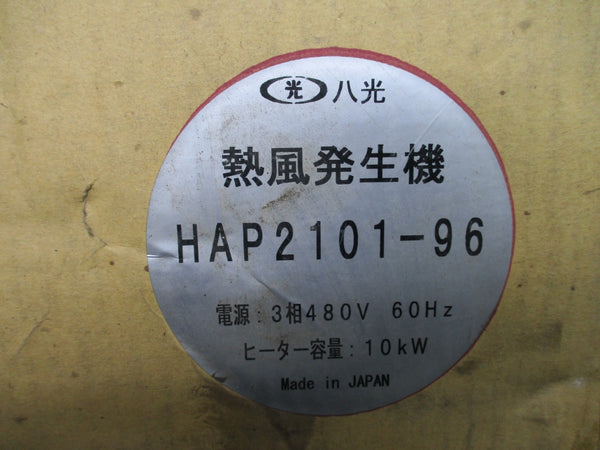 光 八光
熱風発生機
HAP2101-96
電源：3相480V 60Hz
ヒーター容量：10kW
Made in JAPAN